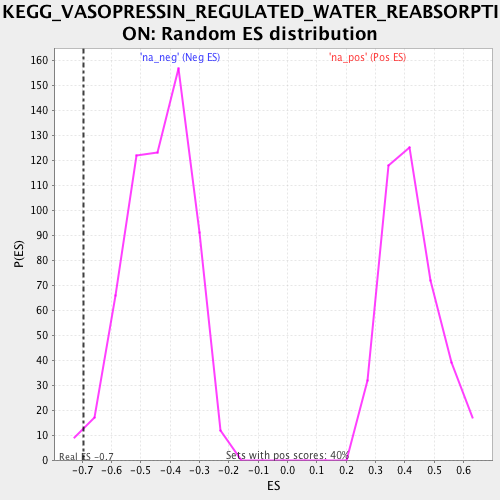 KEGG_VASOPRESSIN_REGULATED_WATER_REABSORPTI
ON: Random ES distribution
'na_neg' (Neg ES)
'na_pos' (Pos ES)
160
150
140
130
120
110
100
90
80
70
60
50
40
30
20
10
0
P(ES)
Real ES -0.7
Sets with pos scores: 40%
-0.7 -0.6 -0.5 -0.4 -0.3 -0.2 -0.1 0.0 0.1 0.2 0.3 0.4 0.5 0.6
ES